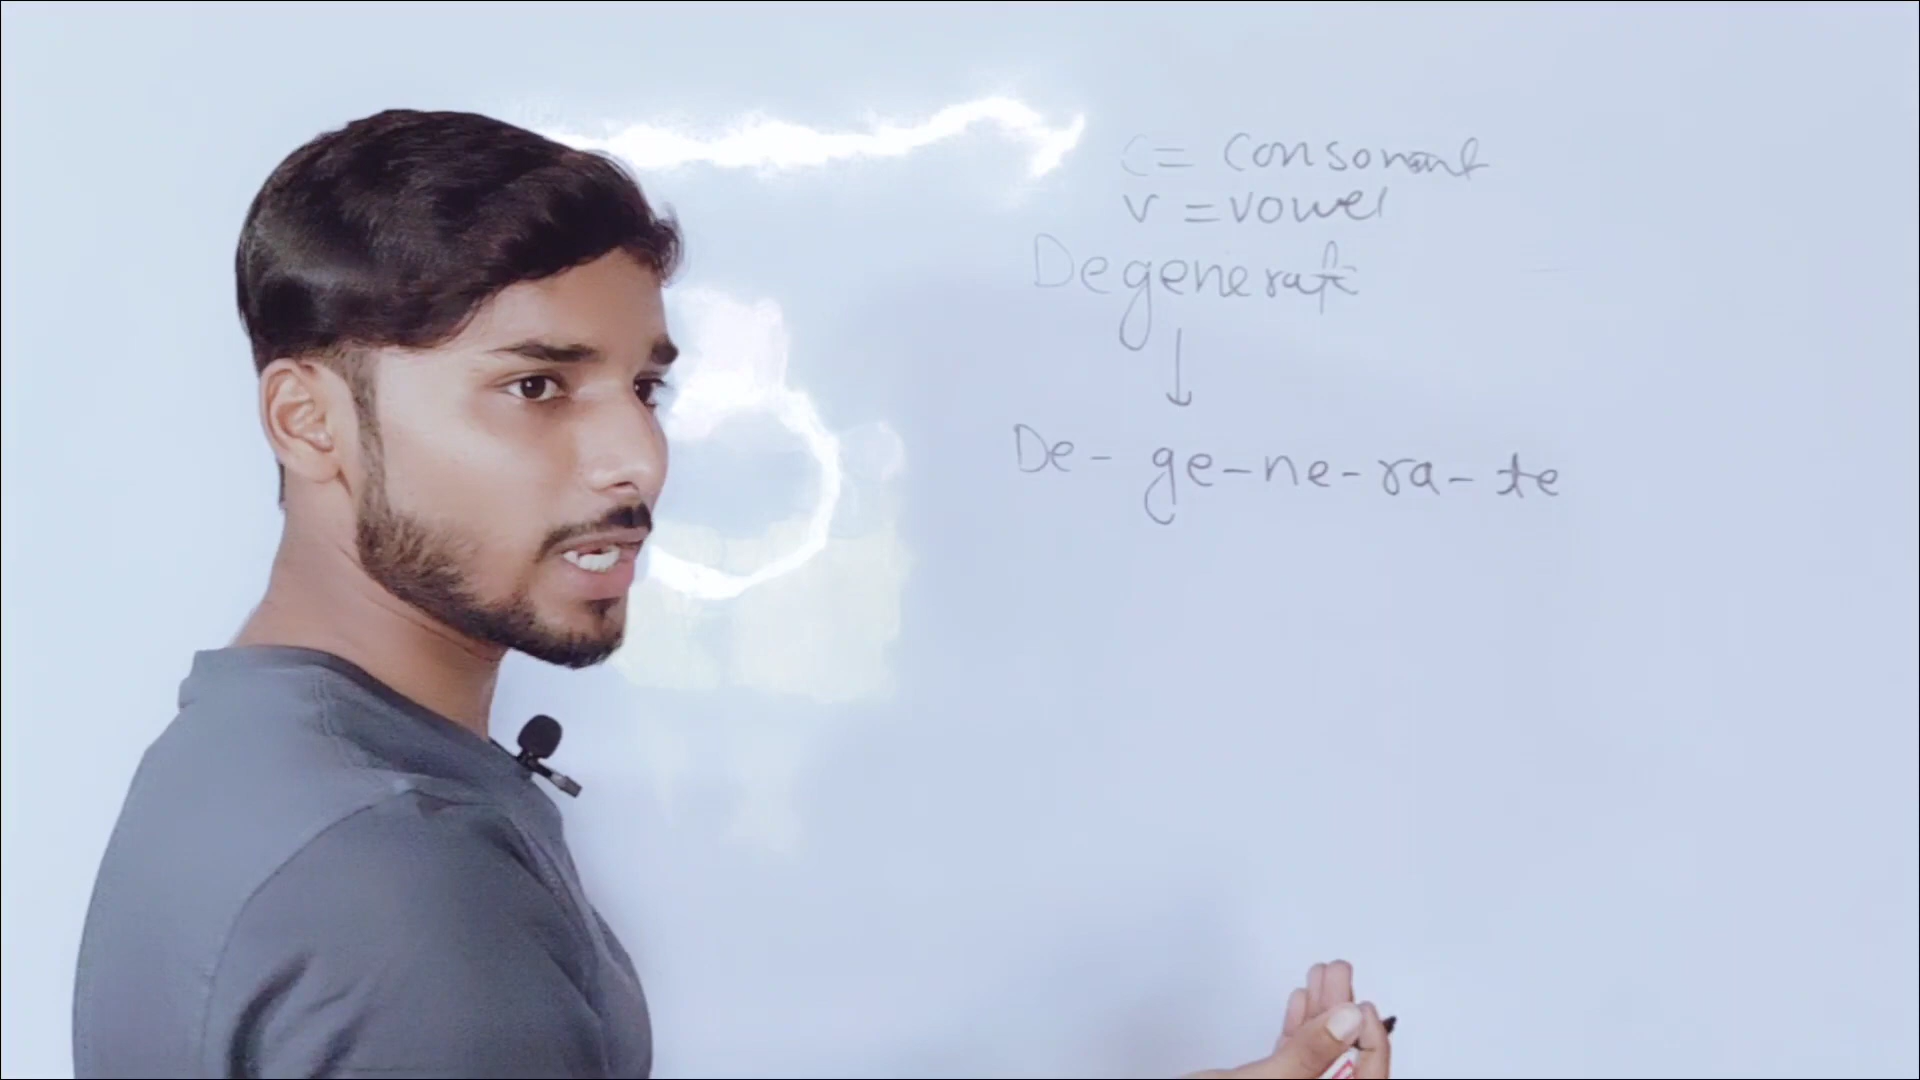 C = Consonant
V = vowel
Degenerate
De - ge - ne - ra - te